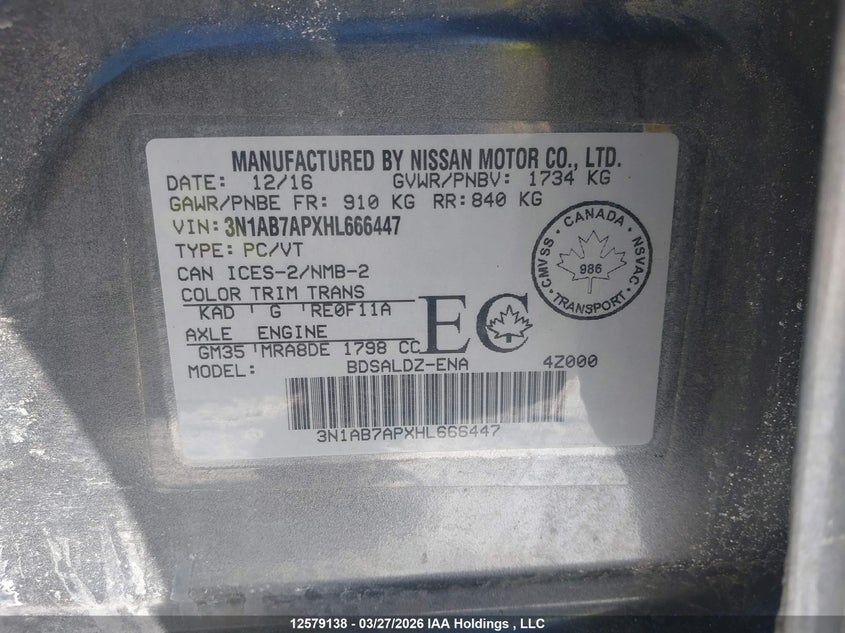 MANUFACTURED BY NISSAN MOTOR CO., LTD.
DATE: 12/16 GVWR/PNBV: 1734 KG
GAWR/PNBE FR: 910 KG RR: 840 KG
VIN: 3N1AB7APXHL666447
TYPE: PC/VT
CAN ICES-2/NMB-2
COLOR TRIM TRANS
KAD G RE0F11A
AXLE ENGINE
GM35 MRA8DE 1798 CC
MODEL: BDSALDZ-ENA 4Z000
EC
CANADA
CMVSS NSVAC
986
TRANSPORT
3N1AB7APXHL666447
12579138 - 03/27/2026 IAA Holdings , LLC